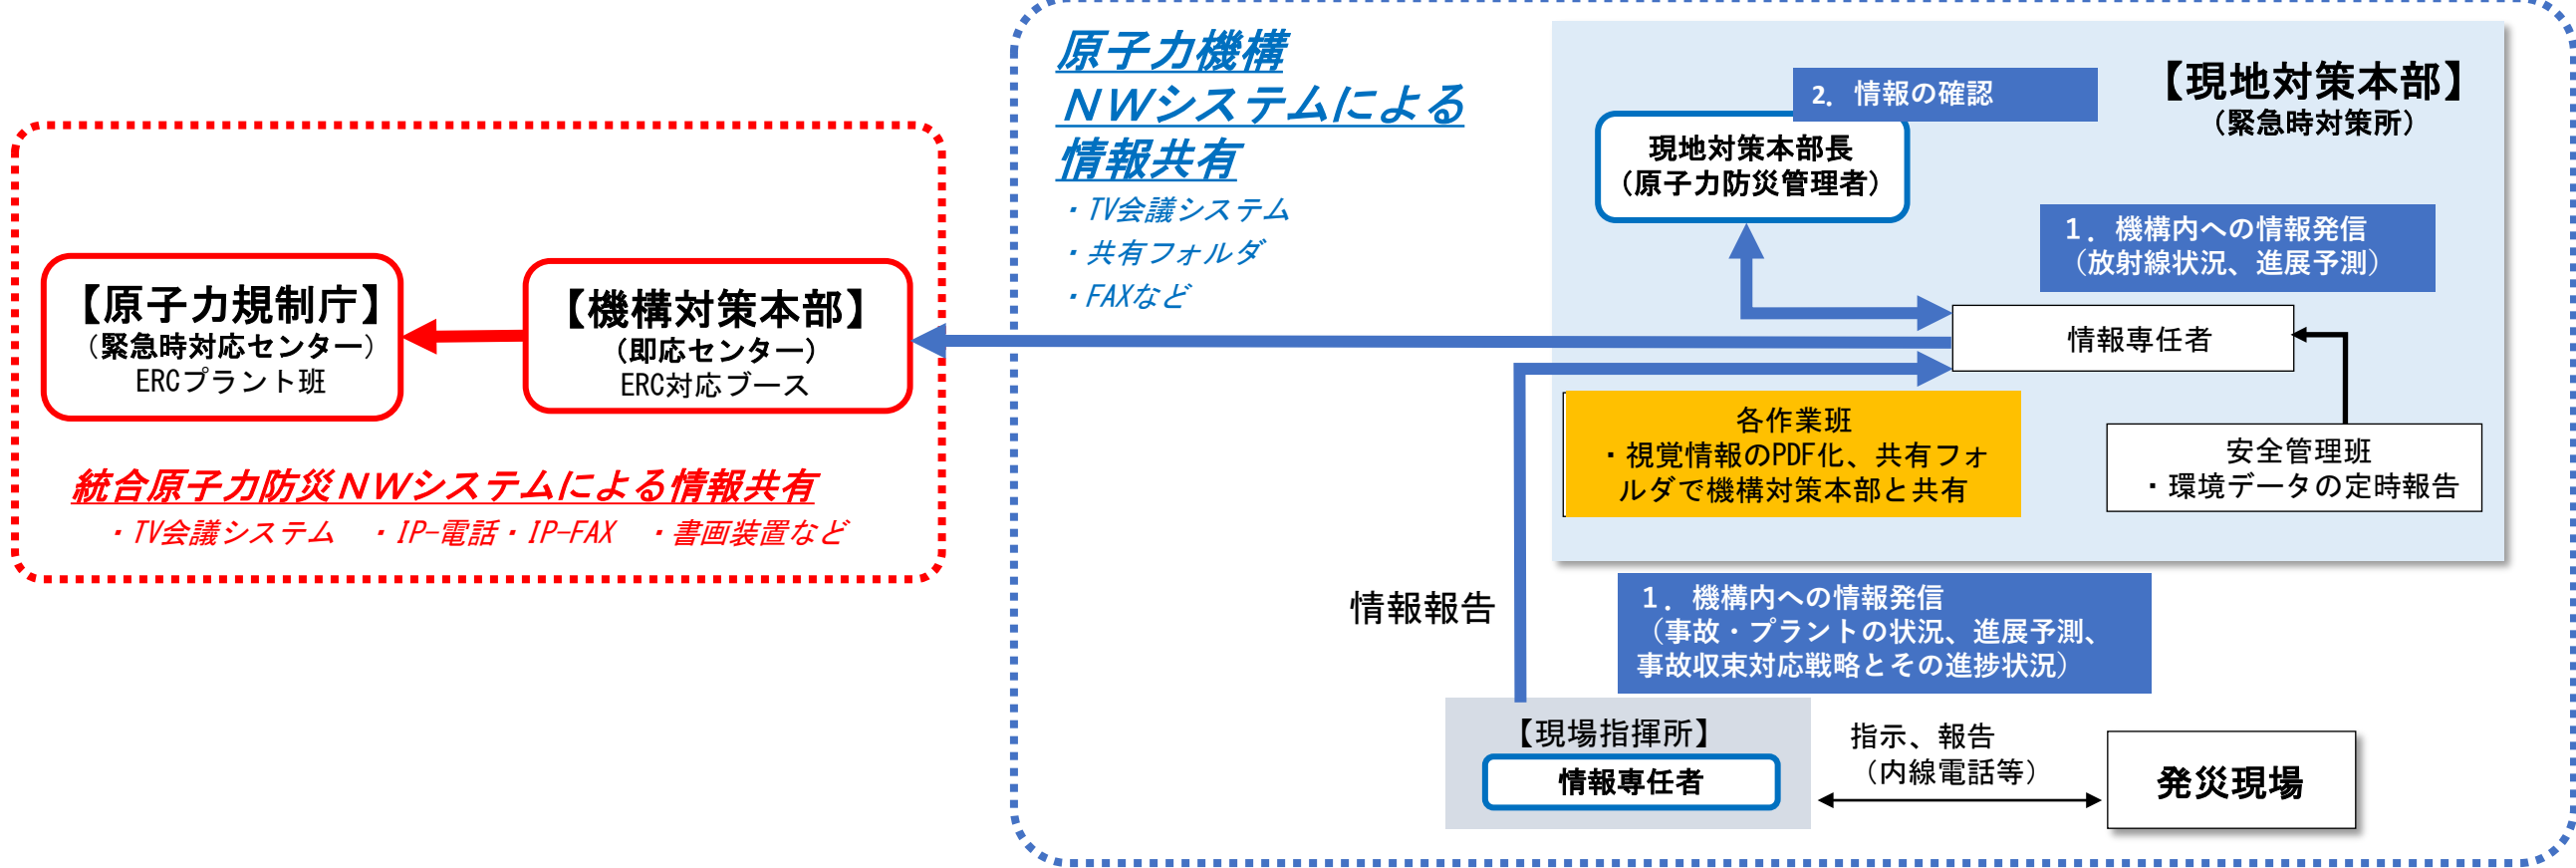 原子力機構
NWシステムによる
情報共有
・TV会議システム
・共有フォルダ
・FAXなど
【現地対策本部】
（緊急時対策所）
2．情報の確認
現地対策本部長
（原子力防災管理者）
1．機構内への情報発信
（放射線状況、進展予測）
情報専任者
【原子力規制庁】
（緊急時対応センター）
ERCプラント班
【機構対策本部】
（即応センター）
ERC対応ブース
統合原子力防災NWシステムによる情報共有
・TV会議システム　・IP-電話・IP-FAX　・書画装置など
各作業班
・視覚情報のPDF化、共有フォ
ルダで機構対策本部と共有
安全管理班
・環境データの定時報告
情報報告
1．機構内への情報発信
（事故・プラントの状況、進展予測、
事故収束対応戦略とその進捗状況）
【現場指揮所】
情報専任者
指示、報告
（内線電話等）
発災現場